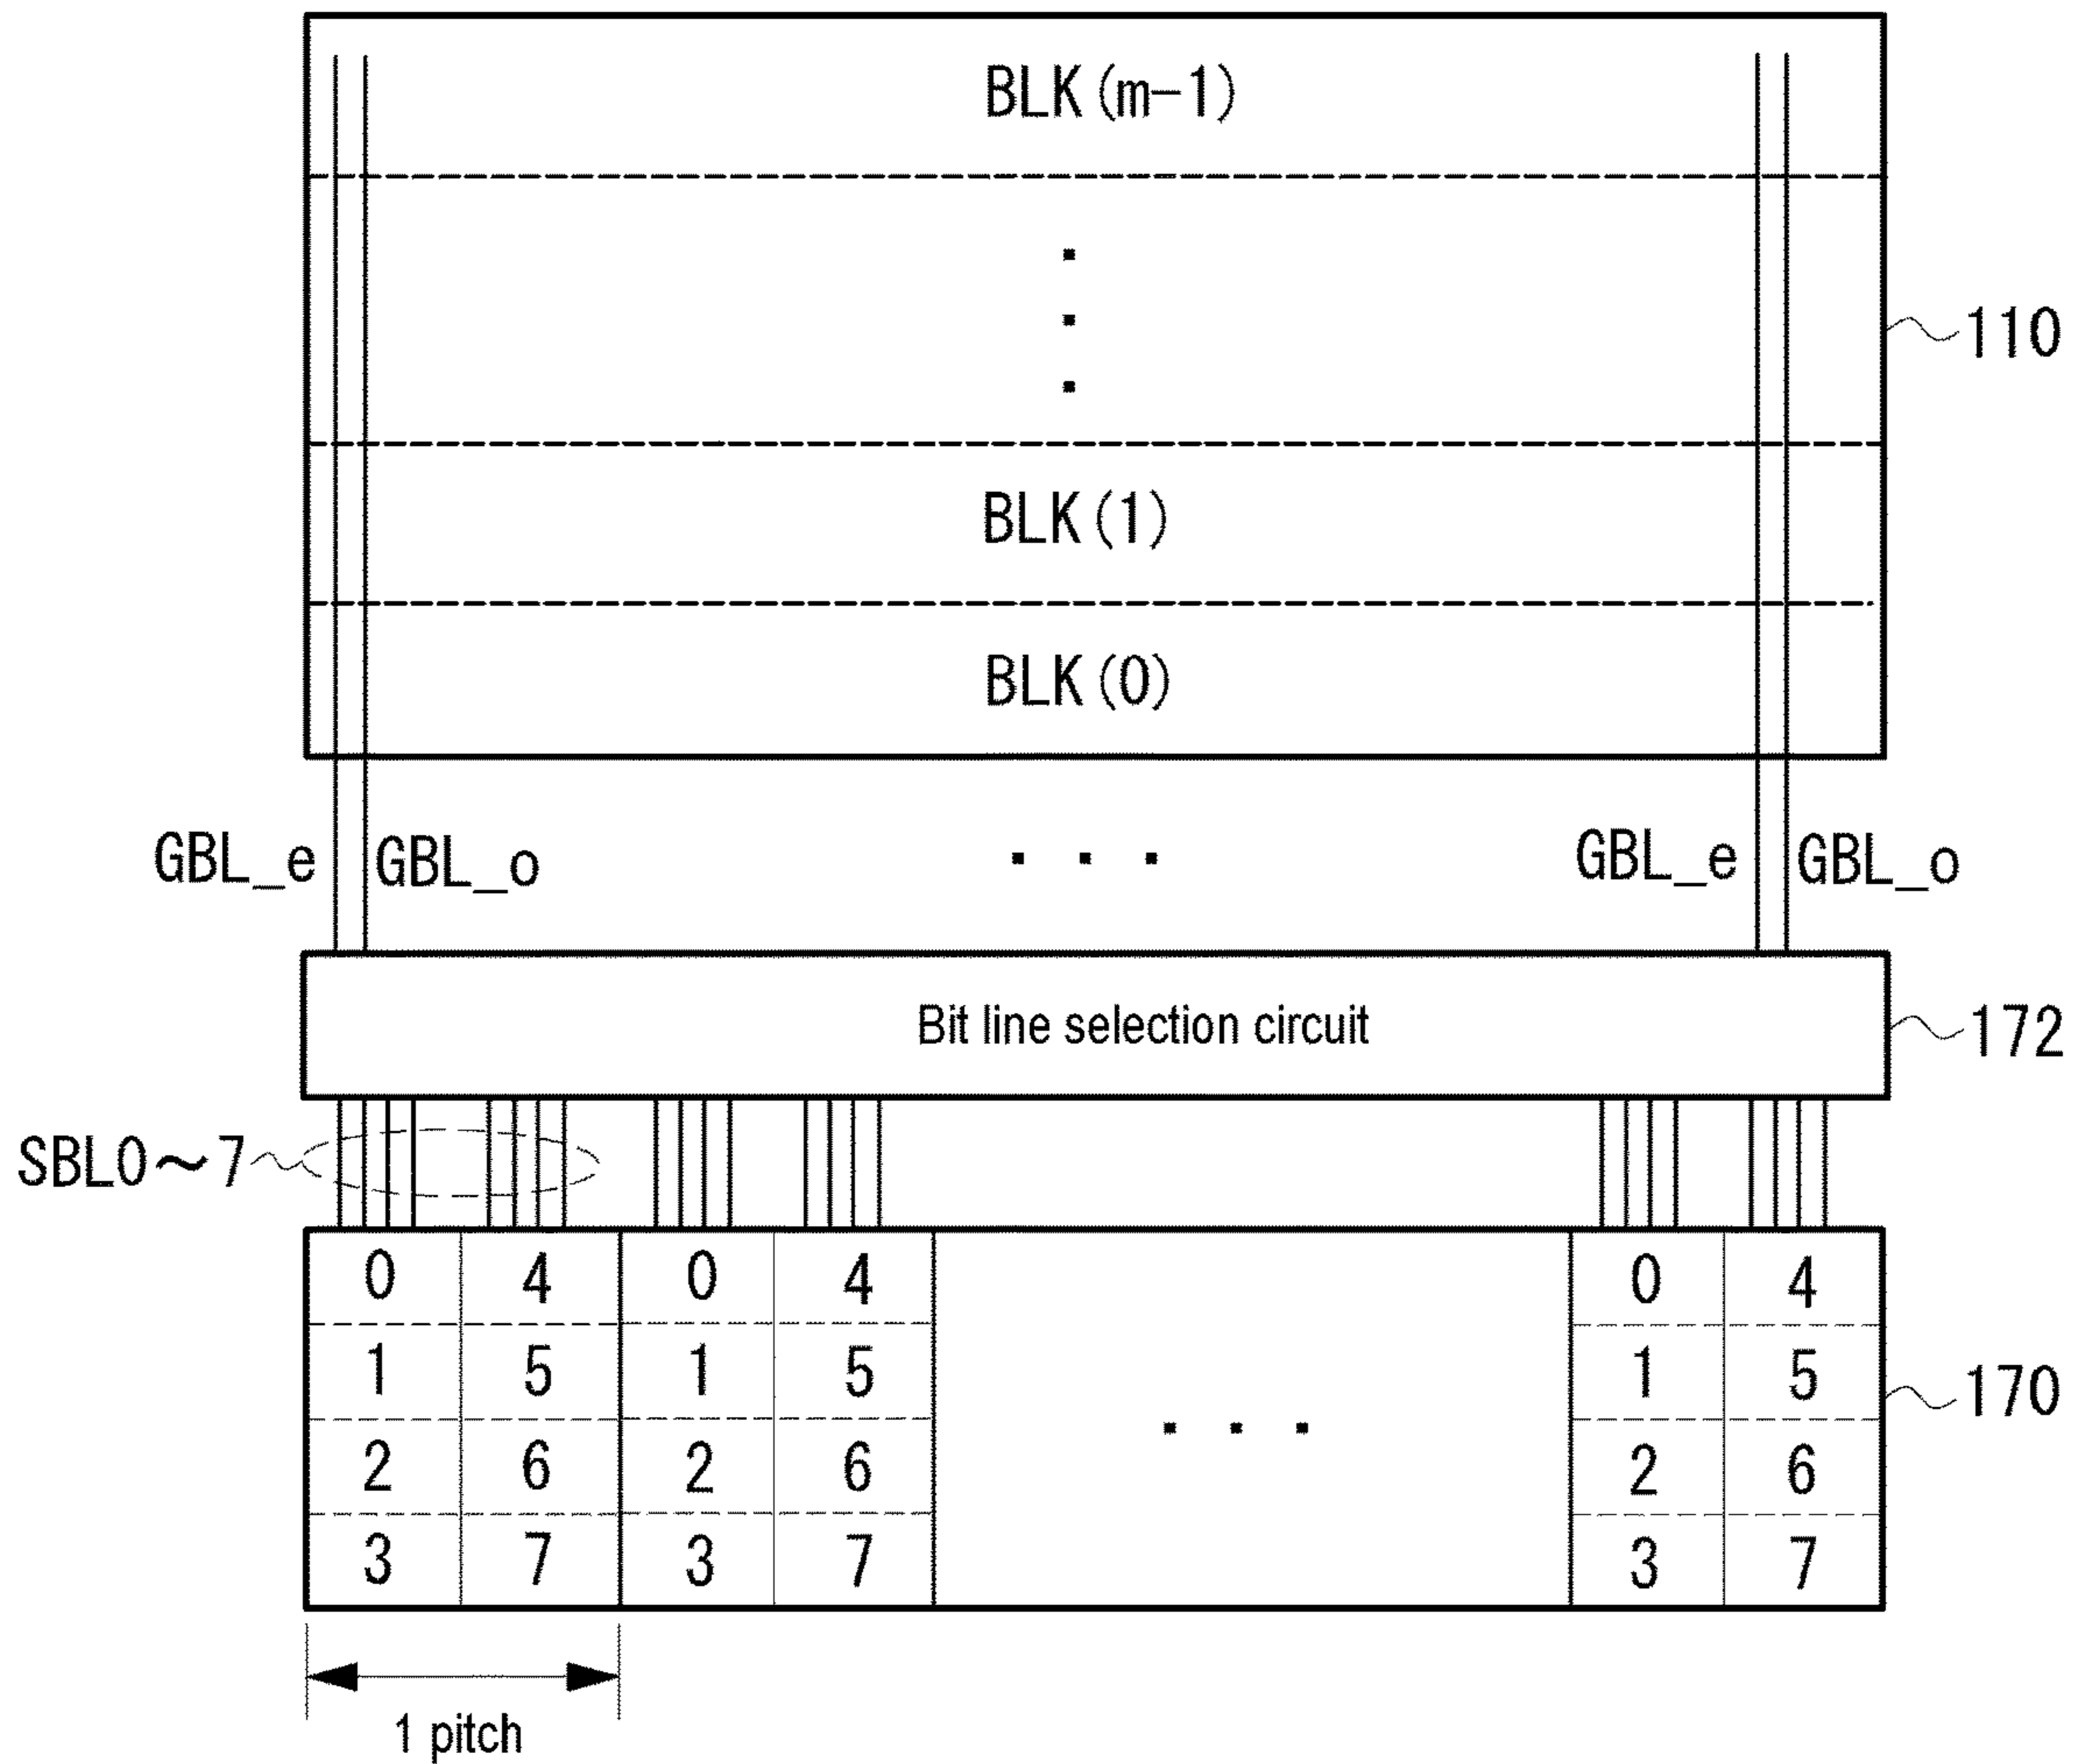 BLK(m-1)
110
BLK(1)
BLK(0)
GBL_e GBL_o ··· GBL_e GBL_o
Bit line selection circuit
172
SBL0~7
0 4 0 4 0 4
1 5 1 5 1 5
170
2 6 2 6 ··· 2 6
3 7 3 7 3 7
1 pitch